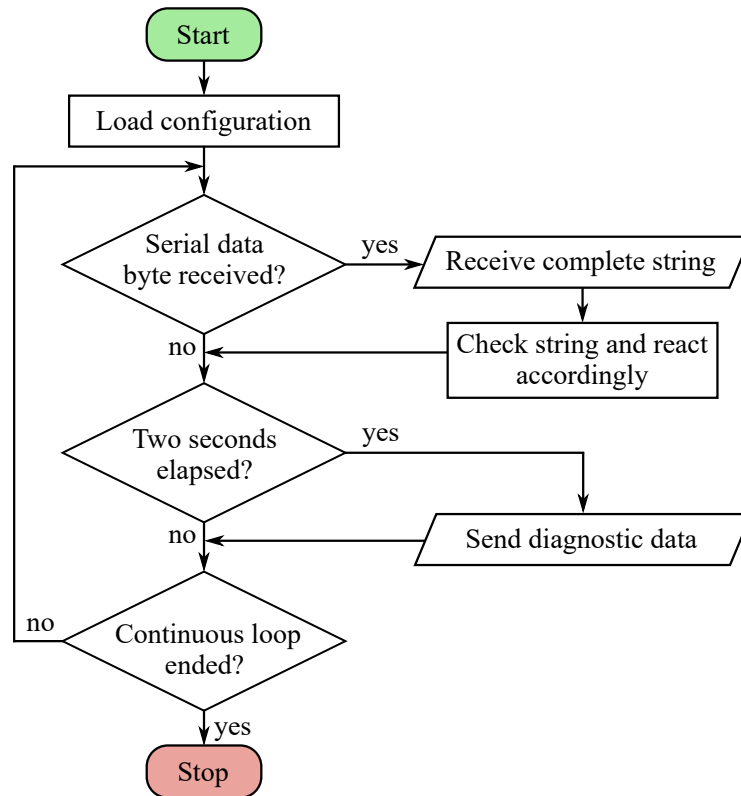 Start
Load configuration
Serial data
byte received?
yes
Receive complete string
no
Check string and react
accordingly
Two seconds
elapsed?
yes
no
Send diagnostic data
no
Continuous loop
ended?
yes
Stop